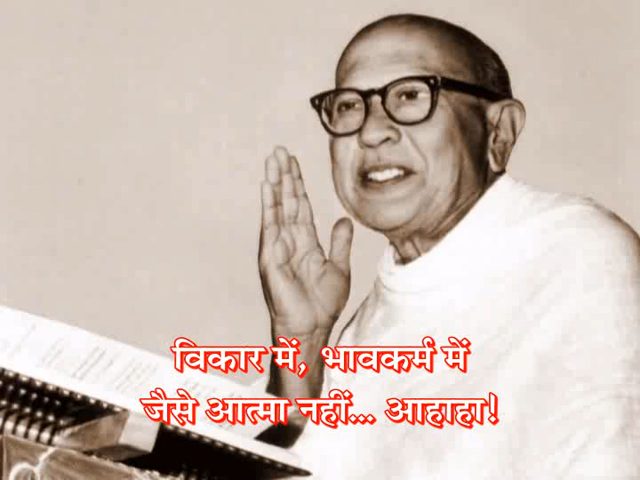 विकार में, भावकर्म में
जैसे आत्मा नहीं... आहाहा!